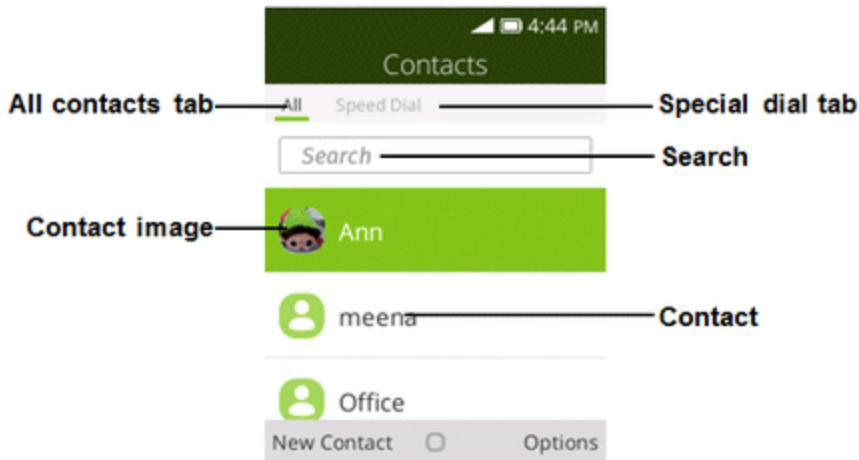 4:44 PM
Contacts
All contacts tab
All
Speed Dial
Special dial tab
Search
Search
Contact image
Ann
meena
Contact
Office
New Contact
Options